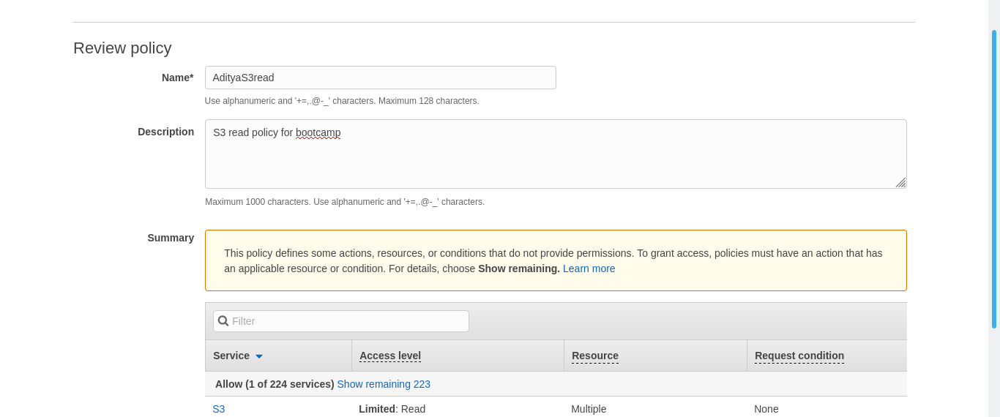 Review policy
Name*
AdityaS3read
Use alphanumeric and '+=,.@-_' characters. Maximum 128 characters.
Description
S3 read policy for bootcamp
Maximum 1000 characters. Use alphanumeric and '+=,.@-_' characters.
Summary
This policy defines some actions, resources, or conditions that do not provide permissions. To grant access, policies must have an action that has
an applicable resource or condition. For details, choose Show remaining. Learn more
Filter
Service Access level Resource Request condition
Allow (1 of 224 services) Show remaining 223
S3 Limited: Read Multiple None